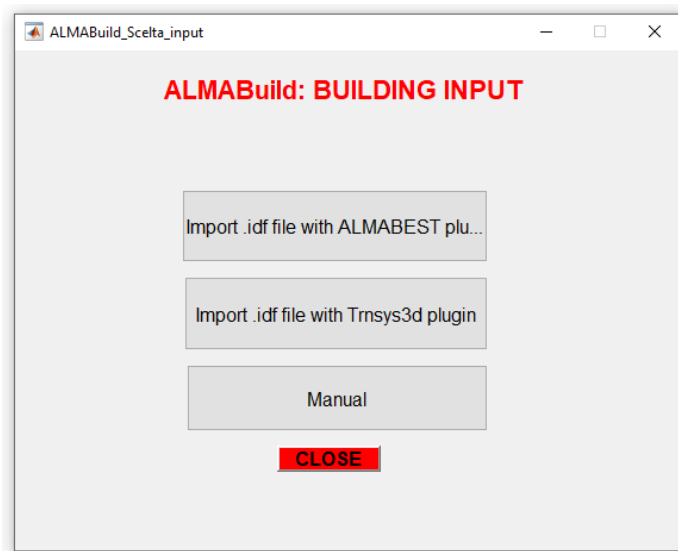 ALMABuild_Scelta_input
ALMABuild: BUILDING INPUT
Import .idf file with ALMABEST plu...
Import .idf file with Trnsys3d plugin
Manual
CLOSE